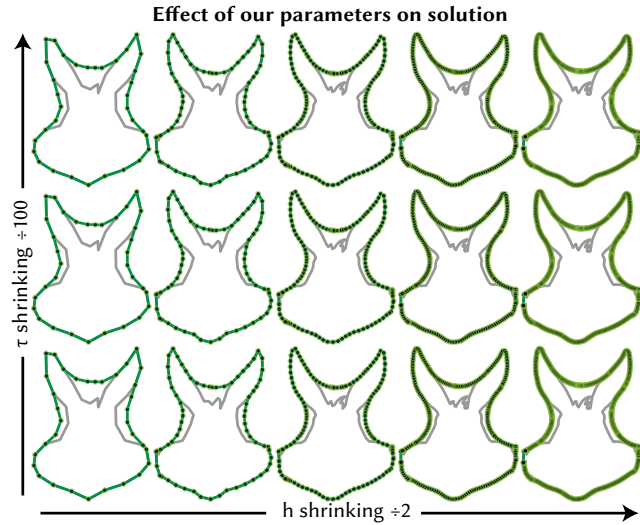 Effect of our parameters on solution
τ shrinking ÷100
h shrinking ÷2